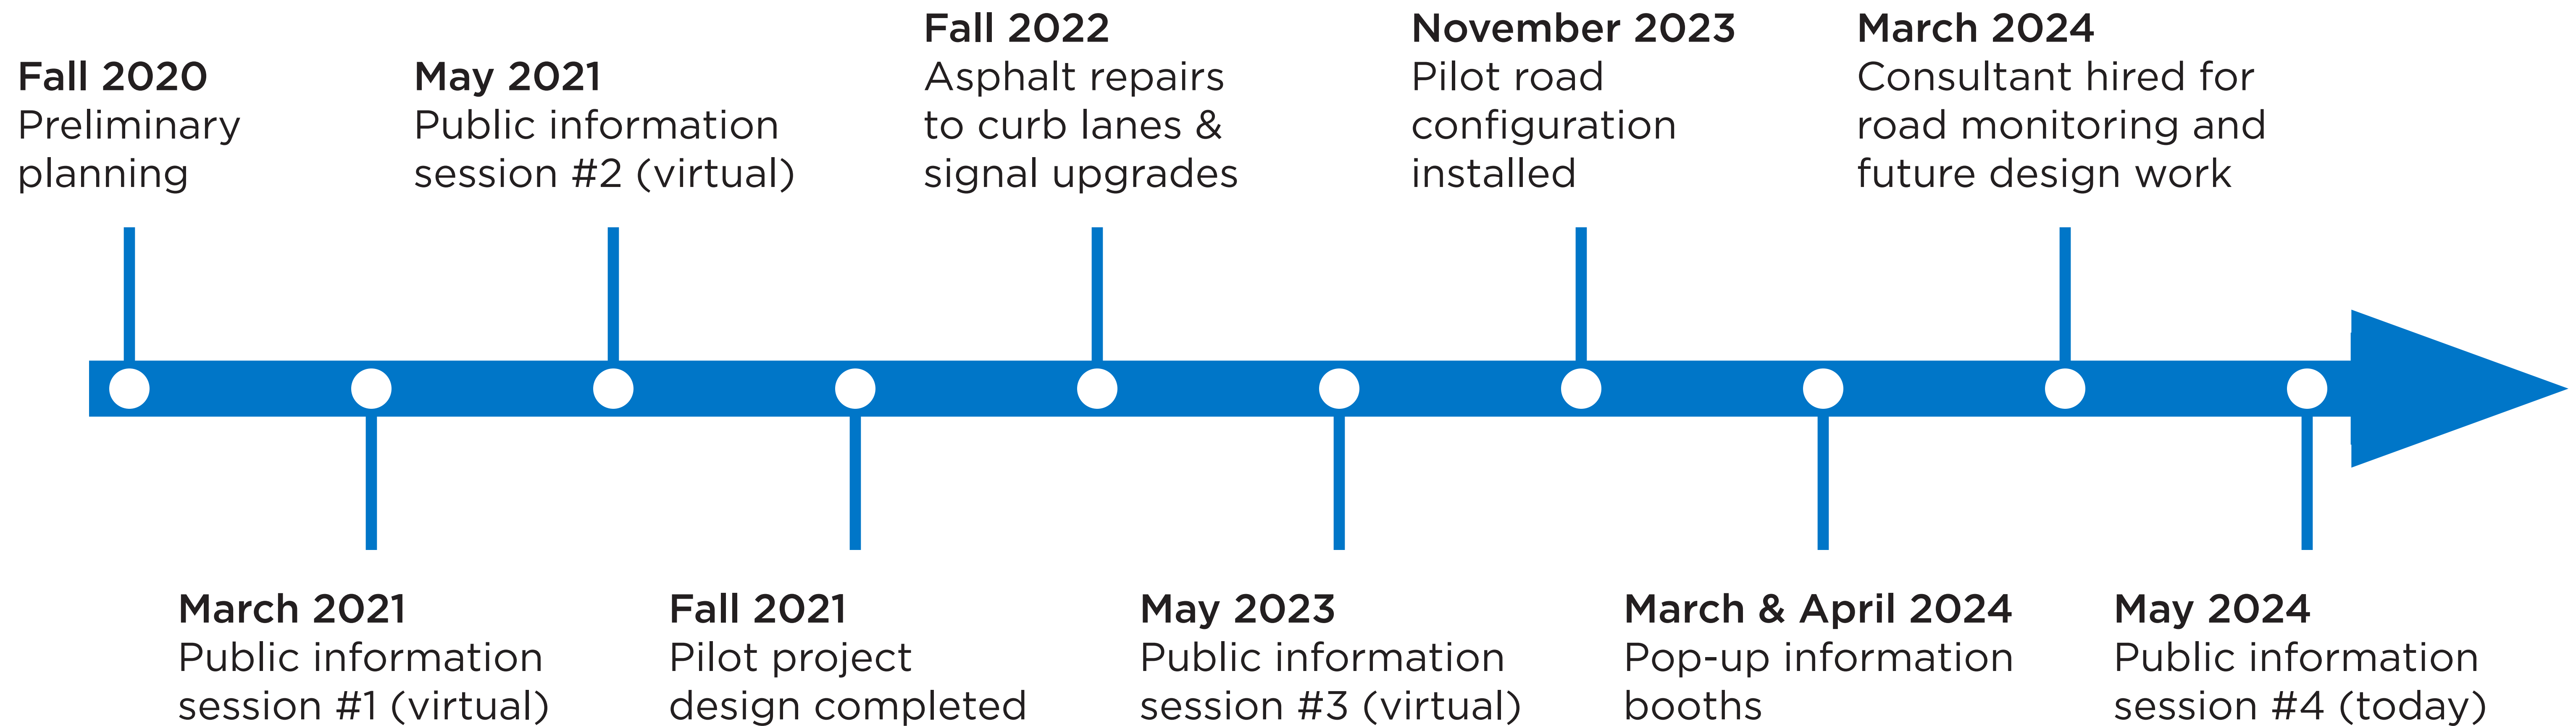 Fall 2020
Preliminary
planning
March 2021
Public information
session #1 (virtual)
May 2021
Public information
session #2 (virtual)
Fall 2021
Pilot project
design completed
Fall 2022
Asphalt repairs
to curb lanes &
signal upgrades
May 2023
Public information
session #3 (virtual)
November 2023
Pilot road
configuration
installed
March & April 2024
Pop-up information
booths
March 2024
Consultant hired for
road monitoring and
future design work
May 2024
Public information
session #4 (today)